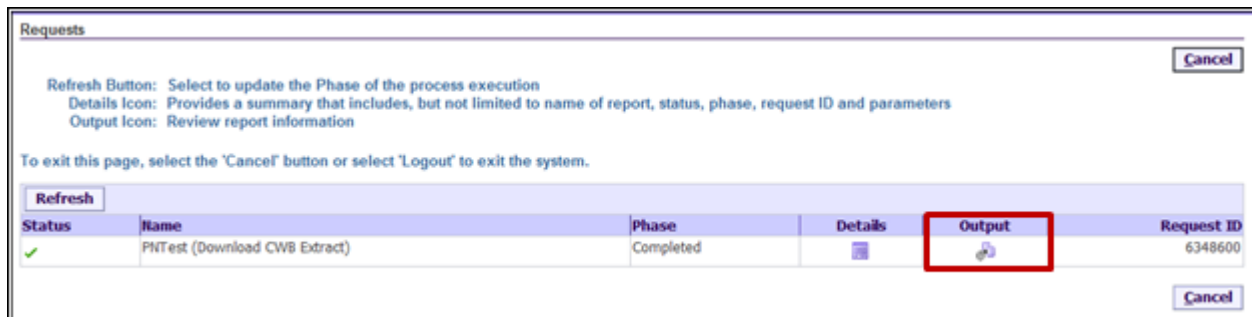 Requests
Cancel
Refresh Button: Select to update the Phase of the process execution
Details Icon: Provides a summary that includes, but not limited to name of report, status, phase, request ID and parameters
Output Icon: Review report information
To exit this page, select the 'Cancel' button or select 'Logout' to exit the system.
Refresh
Status Name Phase Details Output Request ID
PNTest (Download CWB Extract) Completed 6348600
Cancel